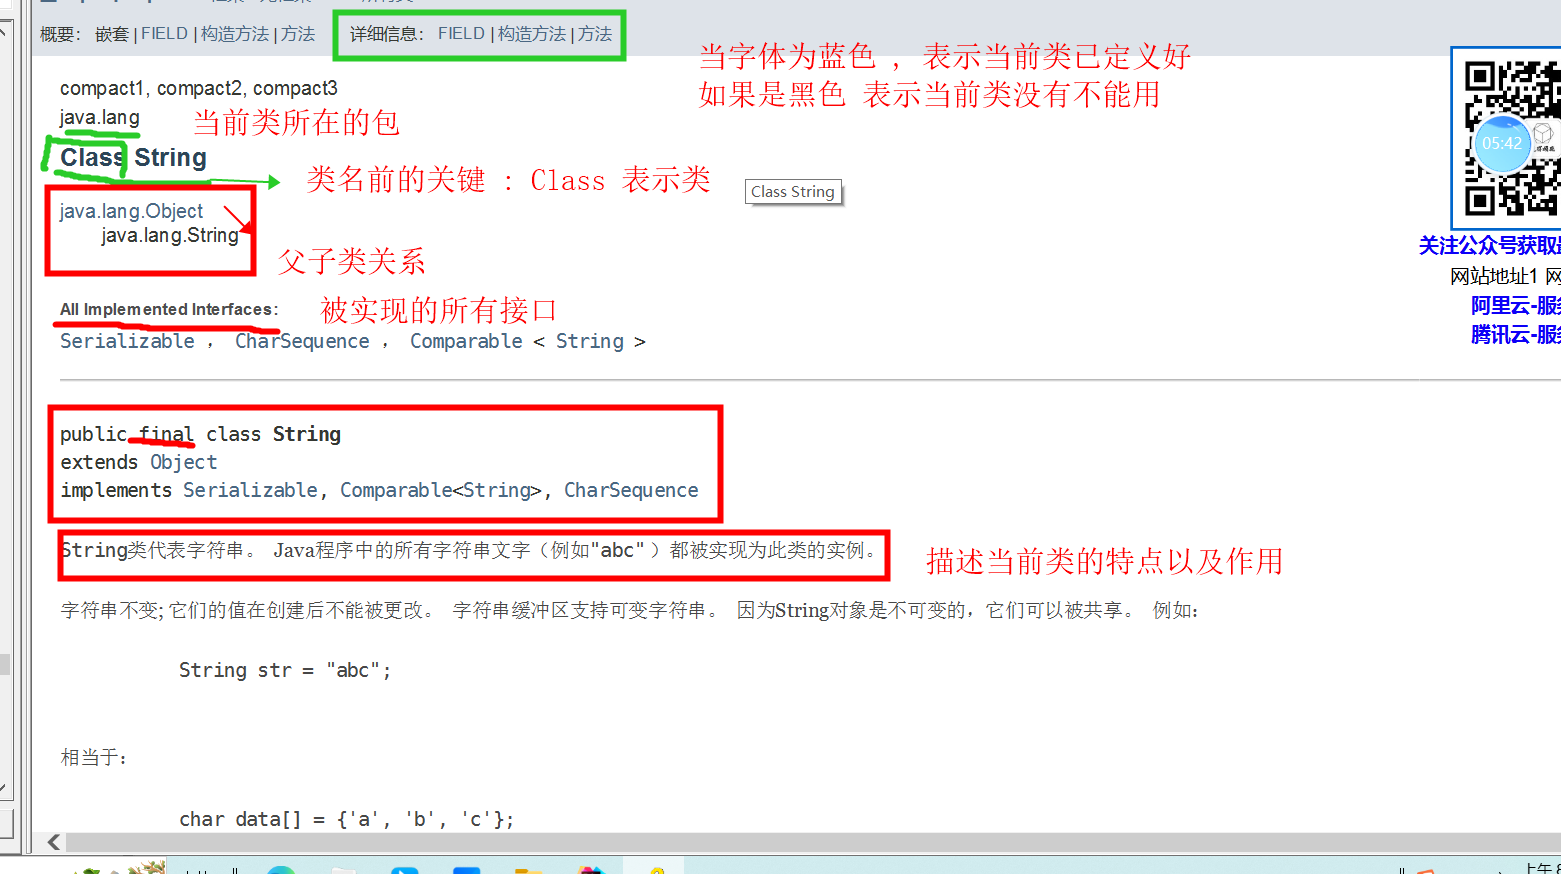 概要： 嵌套 | FIELD | 构造方法 | 方法 详细信息： FIELD | 构造方法 | 方法
当字体为蓝色 ， 表示当前类已定义好
如果是黑色 表示当前类没有不能用
compact1, compact2, compact3
java.lang
当前类所在的包
Class String
类名前的关键 : Class 表示类
Class String
java.lang.Object
java.lang.String
父子类关系
All Implemented Interfaces:
被实现的所有接口
Serializable ， CharSequence ， Comparable < String >
05:42
关注公众号获取
网站地址1 网
阿里云-服
腾讯云-服
public final class String
extends Object
implements Serializable, Comparable<String>, CharSequence
String类代表字符串。 Java程序中的所有字符串文字（例如"abc" ）都被实现为此类的实例。
描述当前类的特点以及作用
字符串不变; 它们的值在创建后不能被更改。 字符串缓冲区支持可变字符串。 因为String对象是不可变的，它们可以被共享。 例如：
String str = "abc";
相当于：
char data[] = {'a', 'b', 'c'};
上午